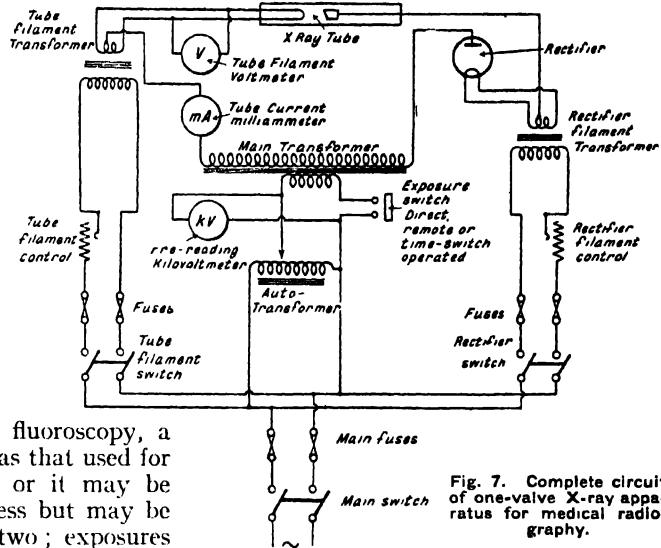 Tube
filament
Transformer
X Ray Tube
V
Tube Filament
Voltmeter
Rectifier
mA
Tube Current
milliammeter
Main Transformer
Rectifier
filament
Transformer
Exposure
switch
Direct,
remote or
time-switch
operated
kV
rre-reading
Kilovoltmeter
Tube
filament
control
Rectifier
filament
control
Auto-
Transformer
Fuses
Fuses
Tube
filament
switch
Rectifier
switch
Main fuses
Main switch
~
fluoroscopy, a
as that used for
or it may be
ess but may be
two ; exposures
Fig. 7. Complete circui
of one-valve X-ray appa-
ratus for medical radio-
graphy.